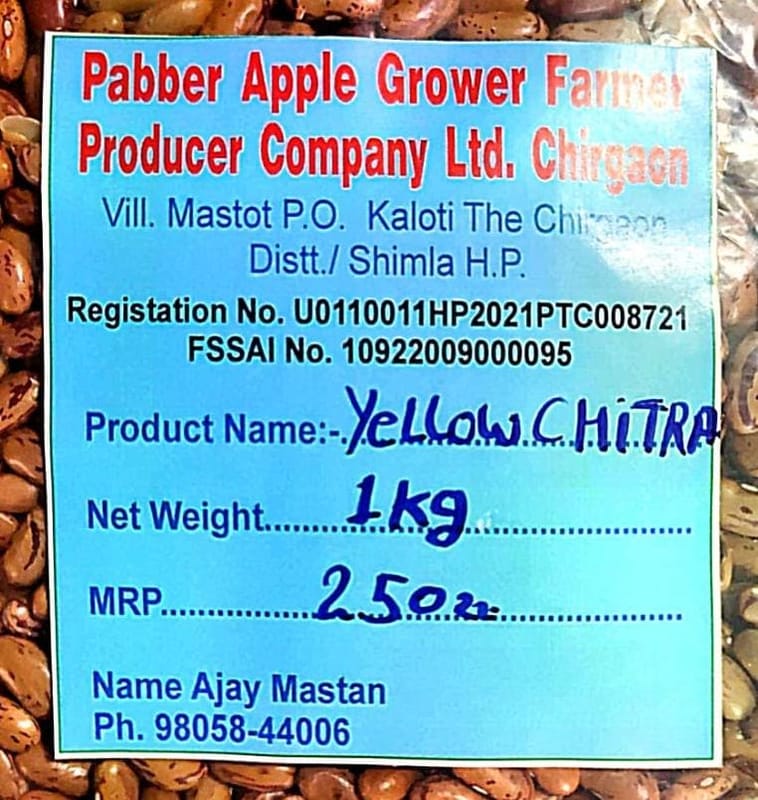 Pabber Apple Grower Farmer
Producer Company Ltd. Chirgaon
Vill. Mastot P.O. Kaloti The Chirgaon
Distt./ Shimla H.P.
Registation No. U0110011HP2021PTC008721
FSSAI No. 10922009000095
Product Name:-.Yellow CHiTRA
Net Weight......1kg......
MRP......250......
Name Ajay Mastan
Ph. 98058-44006